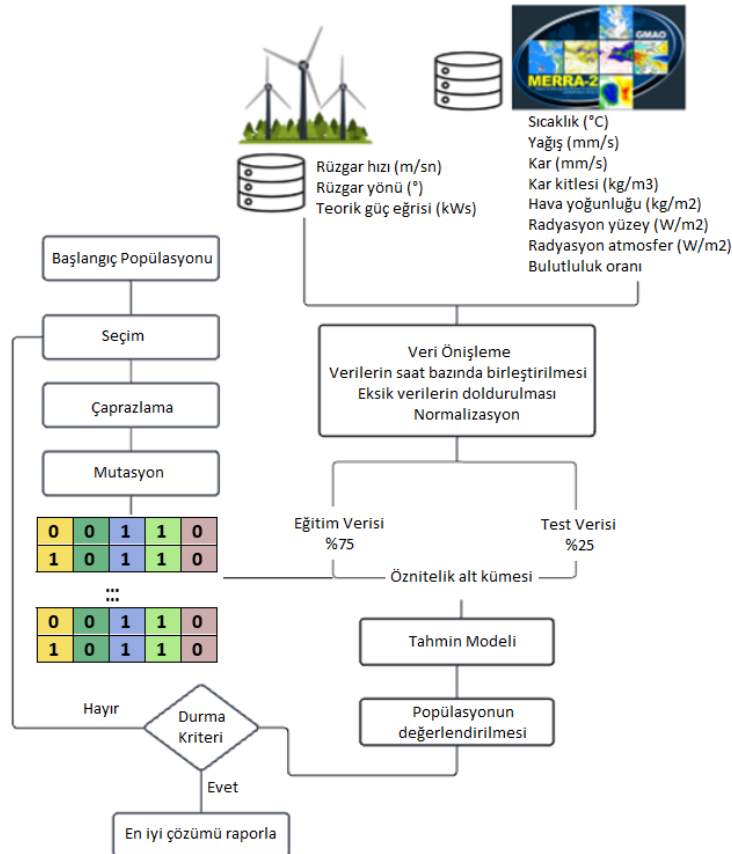 GMAO
MERRA-2
Sıcaklık (°C)
Yağış (mm/s)
Kar (mm/s)
Kar kitlesi (kg/m3)
Hava yoğunluğu (kg/m2)
Radyasyon yüzey (W/m2)
Radyasyon atmosfer (W/m2)
Bulutluluk oranı
Rüzgar hızı (m/sn)
Rüzgar yönü (°)
Teorik güç eğrisi (kWs)
Başlangıç Popülasyonu
Seçim
Çaprazlama
Mutasyon
0 0 1 1 0
1 0 1 1 0
...
0 0 1 1 0
1 0 1 1 0
Veri Önişleme
Verilerin saat bazında birleştirilmesi
Eksik verilerin doldurulması
Normalizasyon
Eğitim Verisi
%75
Test Verisi
%25
Öznitelik alt kümesi
Tahmin Modeli
Popülasyonun
değerlendirilmesi
Durma
Kriteri
Hayır
Evet
En iyi çözümü raporla